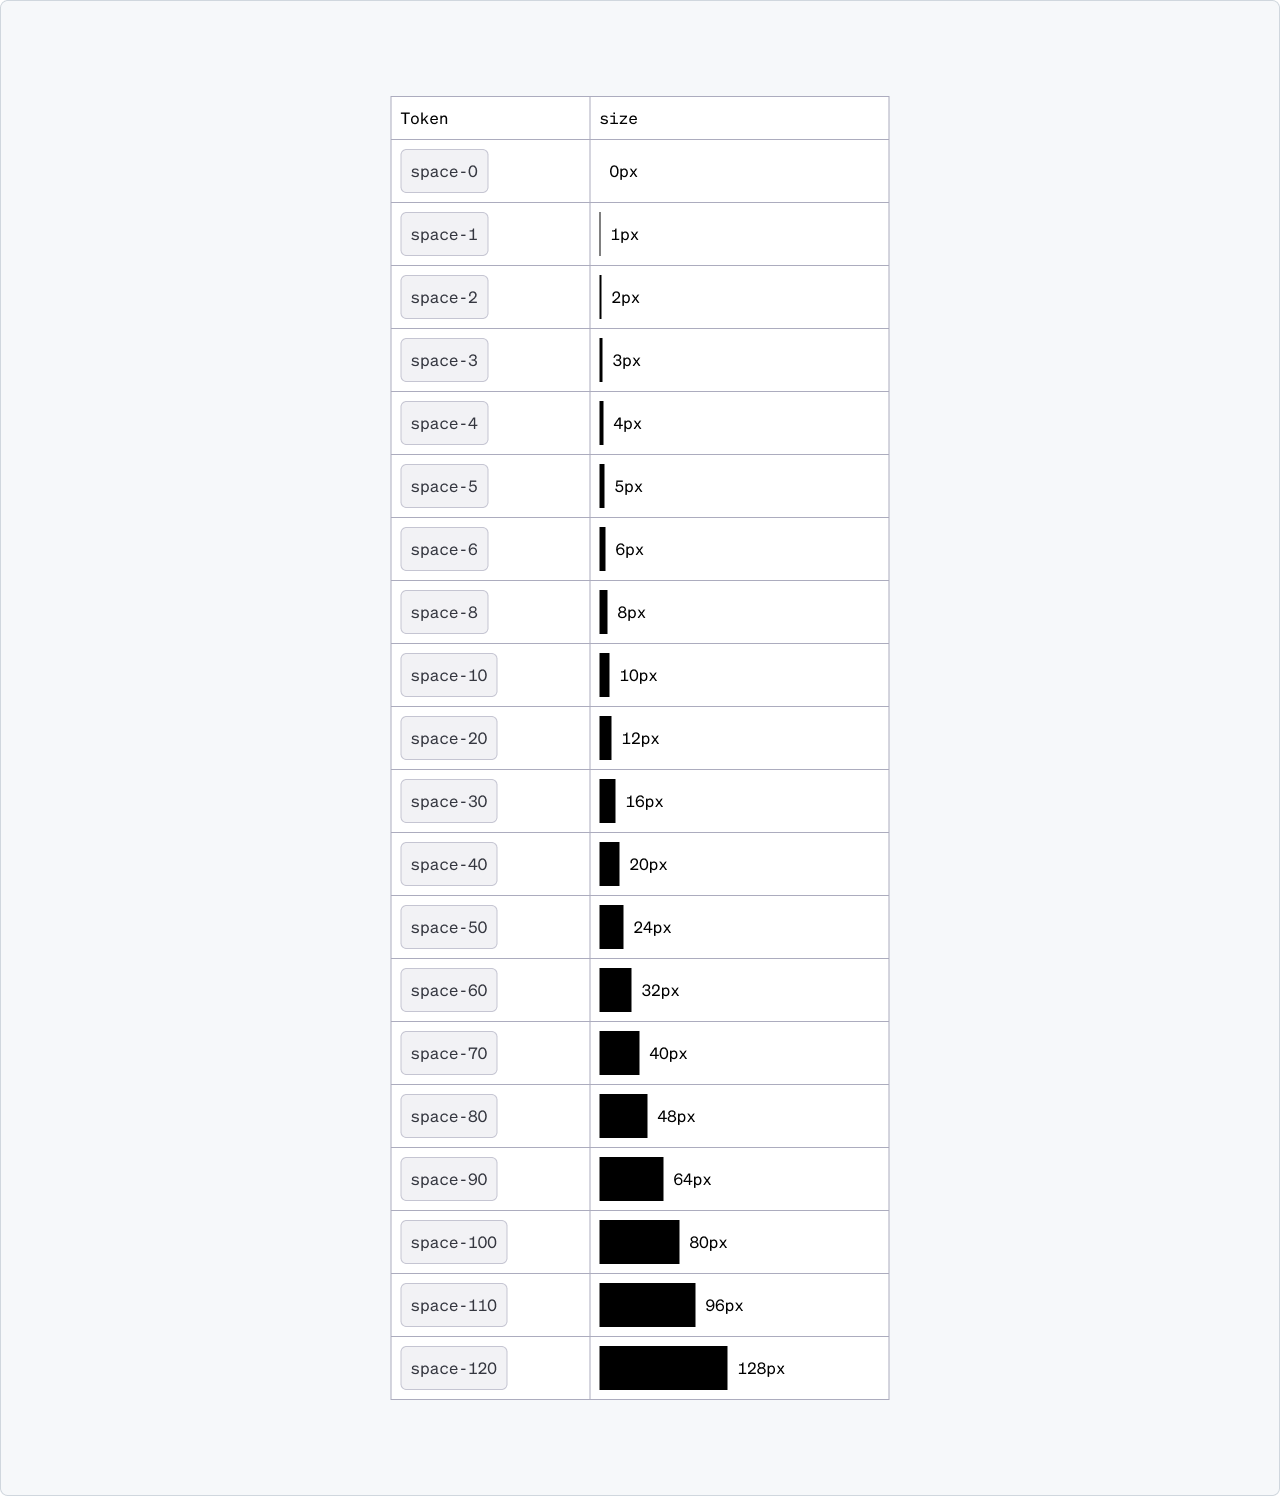 Token size
space-0 0px
space-1 1px
space-2 2px
space-3 3px
space-4 4px
space-5 5px
space-6 6px
space-8 8px
space-10 10px
space-20 12px
space-30 16px
space-40 20px
space-50 24px
space-60 32px
space-70 40px
space-80 48px
space-90 64px
space-100 80px
space-110 96px
space-120 128px